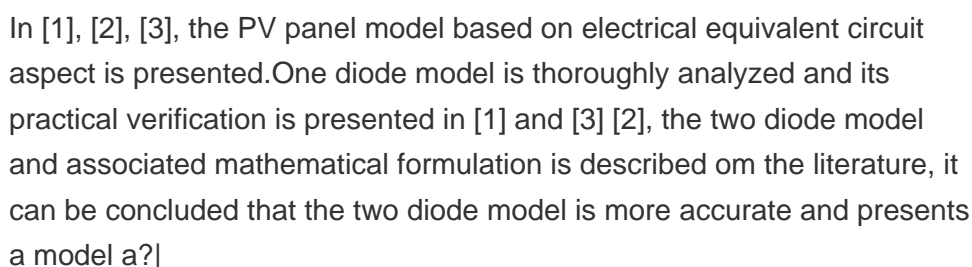 In [1], [2], [3], the PV panel model based on electrical equivalent circuit
aspect is presented.One diode model is thoroughly analyzed and its
practical verification is presented in [1] and [3] [2], the two diode model
and associated mathematical formulation is described om the literature, it
can be concluded that the two diode model is more accurate and presents
a model a?|